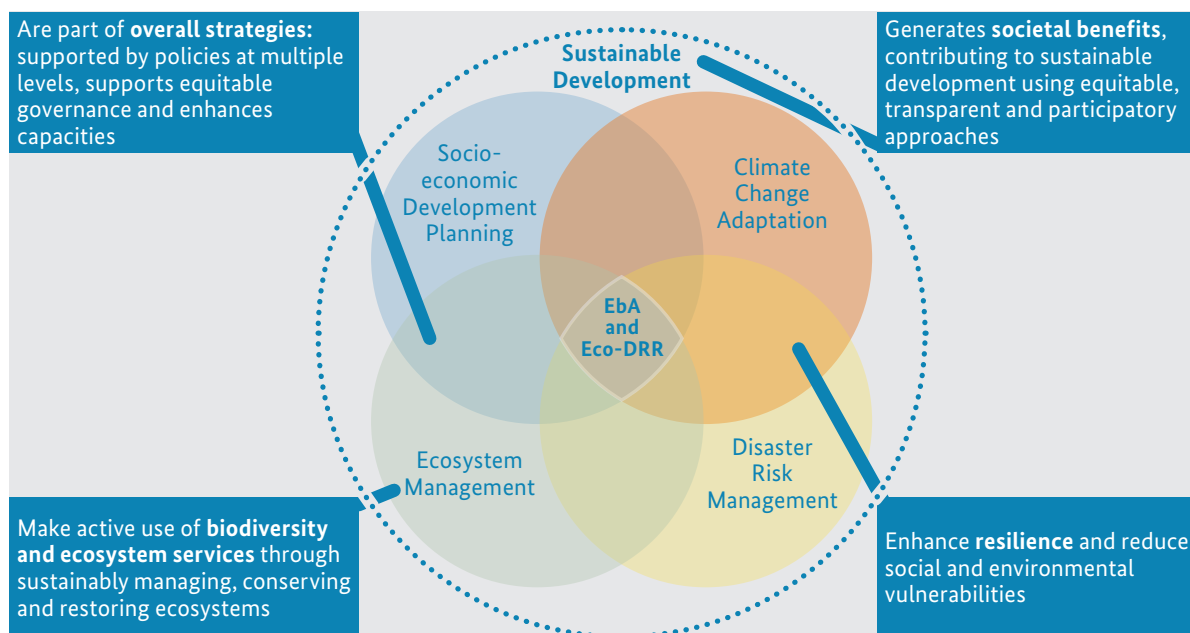 Are part of overall strategies:
supported by policies at multiple
levels, supports equitable
governance and enhances
capacities
Sustainable
Development
Generates societal benefits,
contributing to sustainable
development using equitable,
transparent and participatory
approaches
Socio-
economic
Development
Planning
Climate
Change
Adaptation
EbA
and
Eco-DRR
Ecosystem
Management
Disaster
Risk
Management
Make active use of biodiversity
and ecosystem services through
sustainably managing, conserving
and restoring ecosystems
Enhance resilience and reduce
social and environmental
vulnerabilities